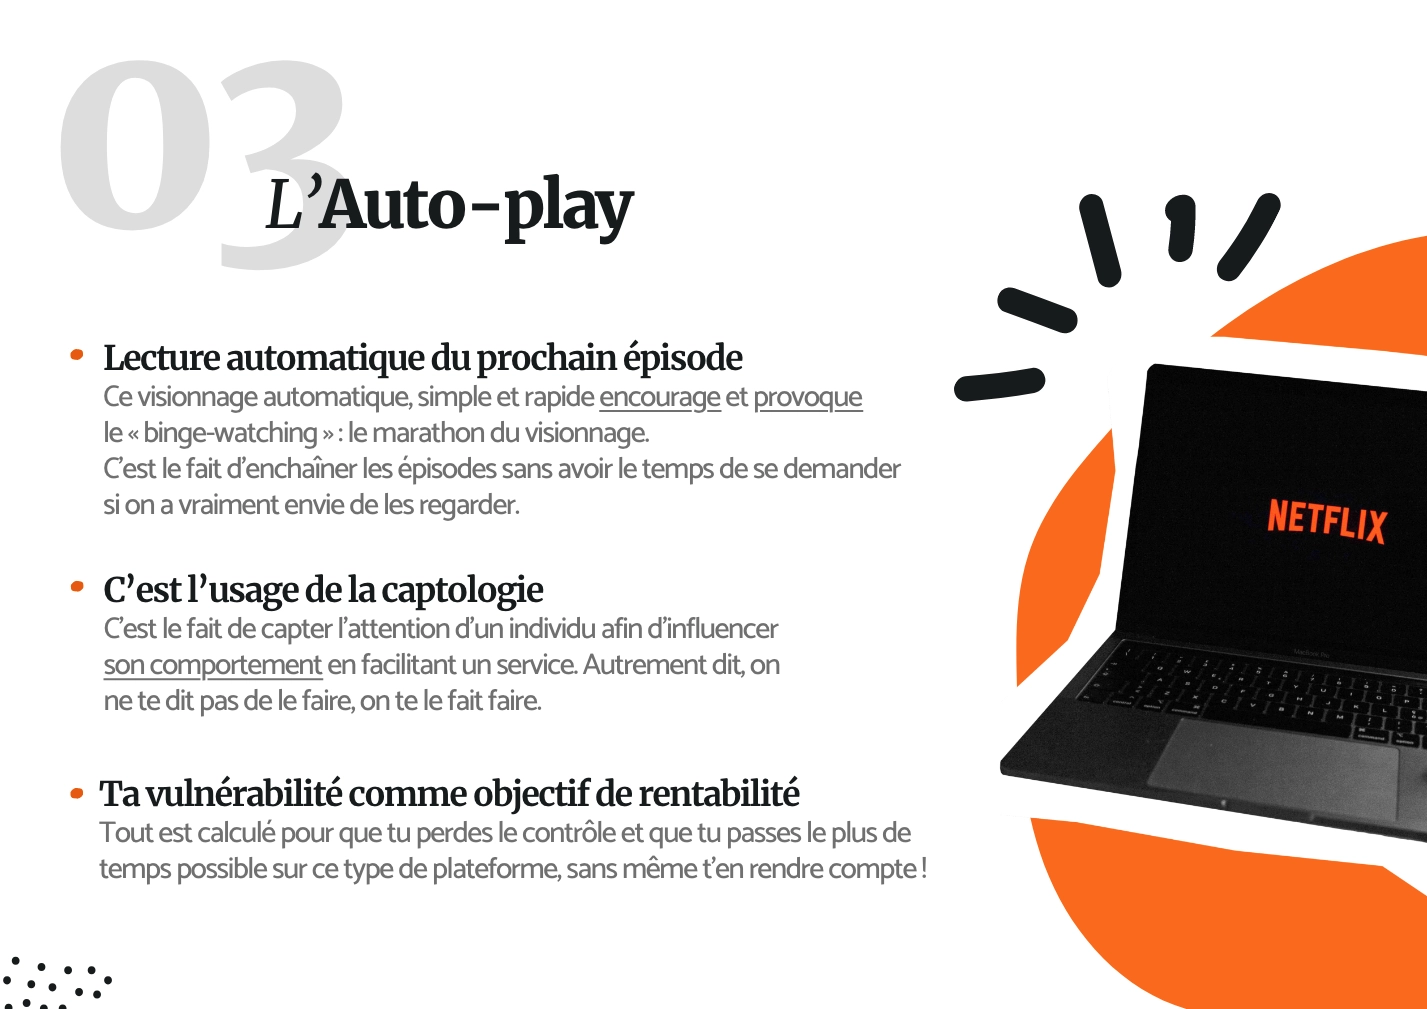 03
L’Auto-play
Lecture automatique du prochain épisode
Ce visionnage automatique, simple et rapide encourage et provoque
le « binge-watching » : le marathon du visionnage.
C’est le fait d’enchaîner les épisodes sans avoir le temps de se demander
si on a vraiment envie de les regarder.
C’est l’usage de la captologie
C’est le fait de capter l’attention d’un individu afin d’influencer
son comportement en facilitant un service. Autrement dit, on
ne te dit pas de le faire, on te le fait faire.
Ta vulnérabilité comme objectif de rentabilité
Tout est calculé pour que tu perdes le contrôle et que tu passes le plus de
temps possible sur ce type de plateforme, sans même t’en rendre compte !
NETFLIX
MacBook Pro